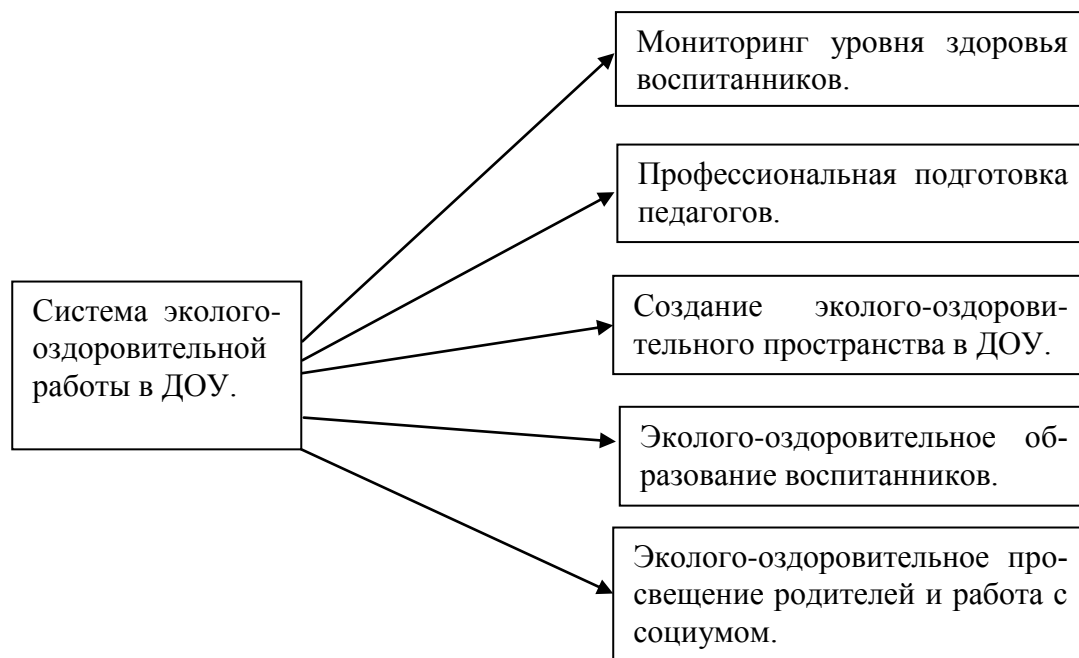 Мониторинг уровня здоровья
воспитанников.
Профессиональная подготовка
педагогов.
Система эколого-
оздоровительной
работы в ДОУ.
Создание эколого-оздорови-
тельного пространства в ДОУ.
Эколого-оздоровительное об-
разование воспитанников.
Эколого-оздоровительное про-
свещение родителей и работа с
социумом.